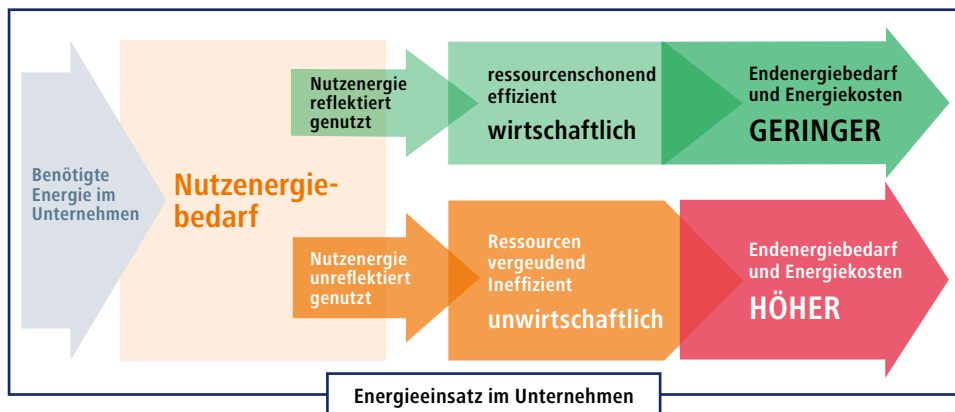 Benötigte
Energie im
Unternehmen
Nutzenergie-
bedarf
Nutzenergie
reflektiert
genutzt
ressourcenschonend
effizient
wirtschaftlich
Endenergiebedarf
und Energiekosten
GERINGER
Nutzenergie
unreflektiert
genutzt
Ressourcen
vergeudend
Ineffizient
unwirtschaftlich
Endenergiebedarf
und Energiekosten
HÖHER
Energieeinsatz im Unternehmen